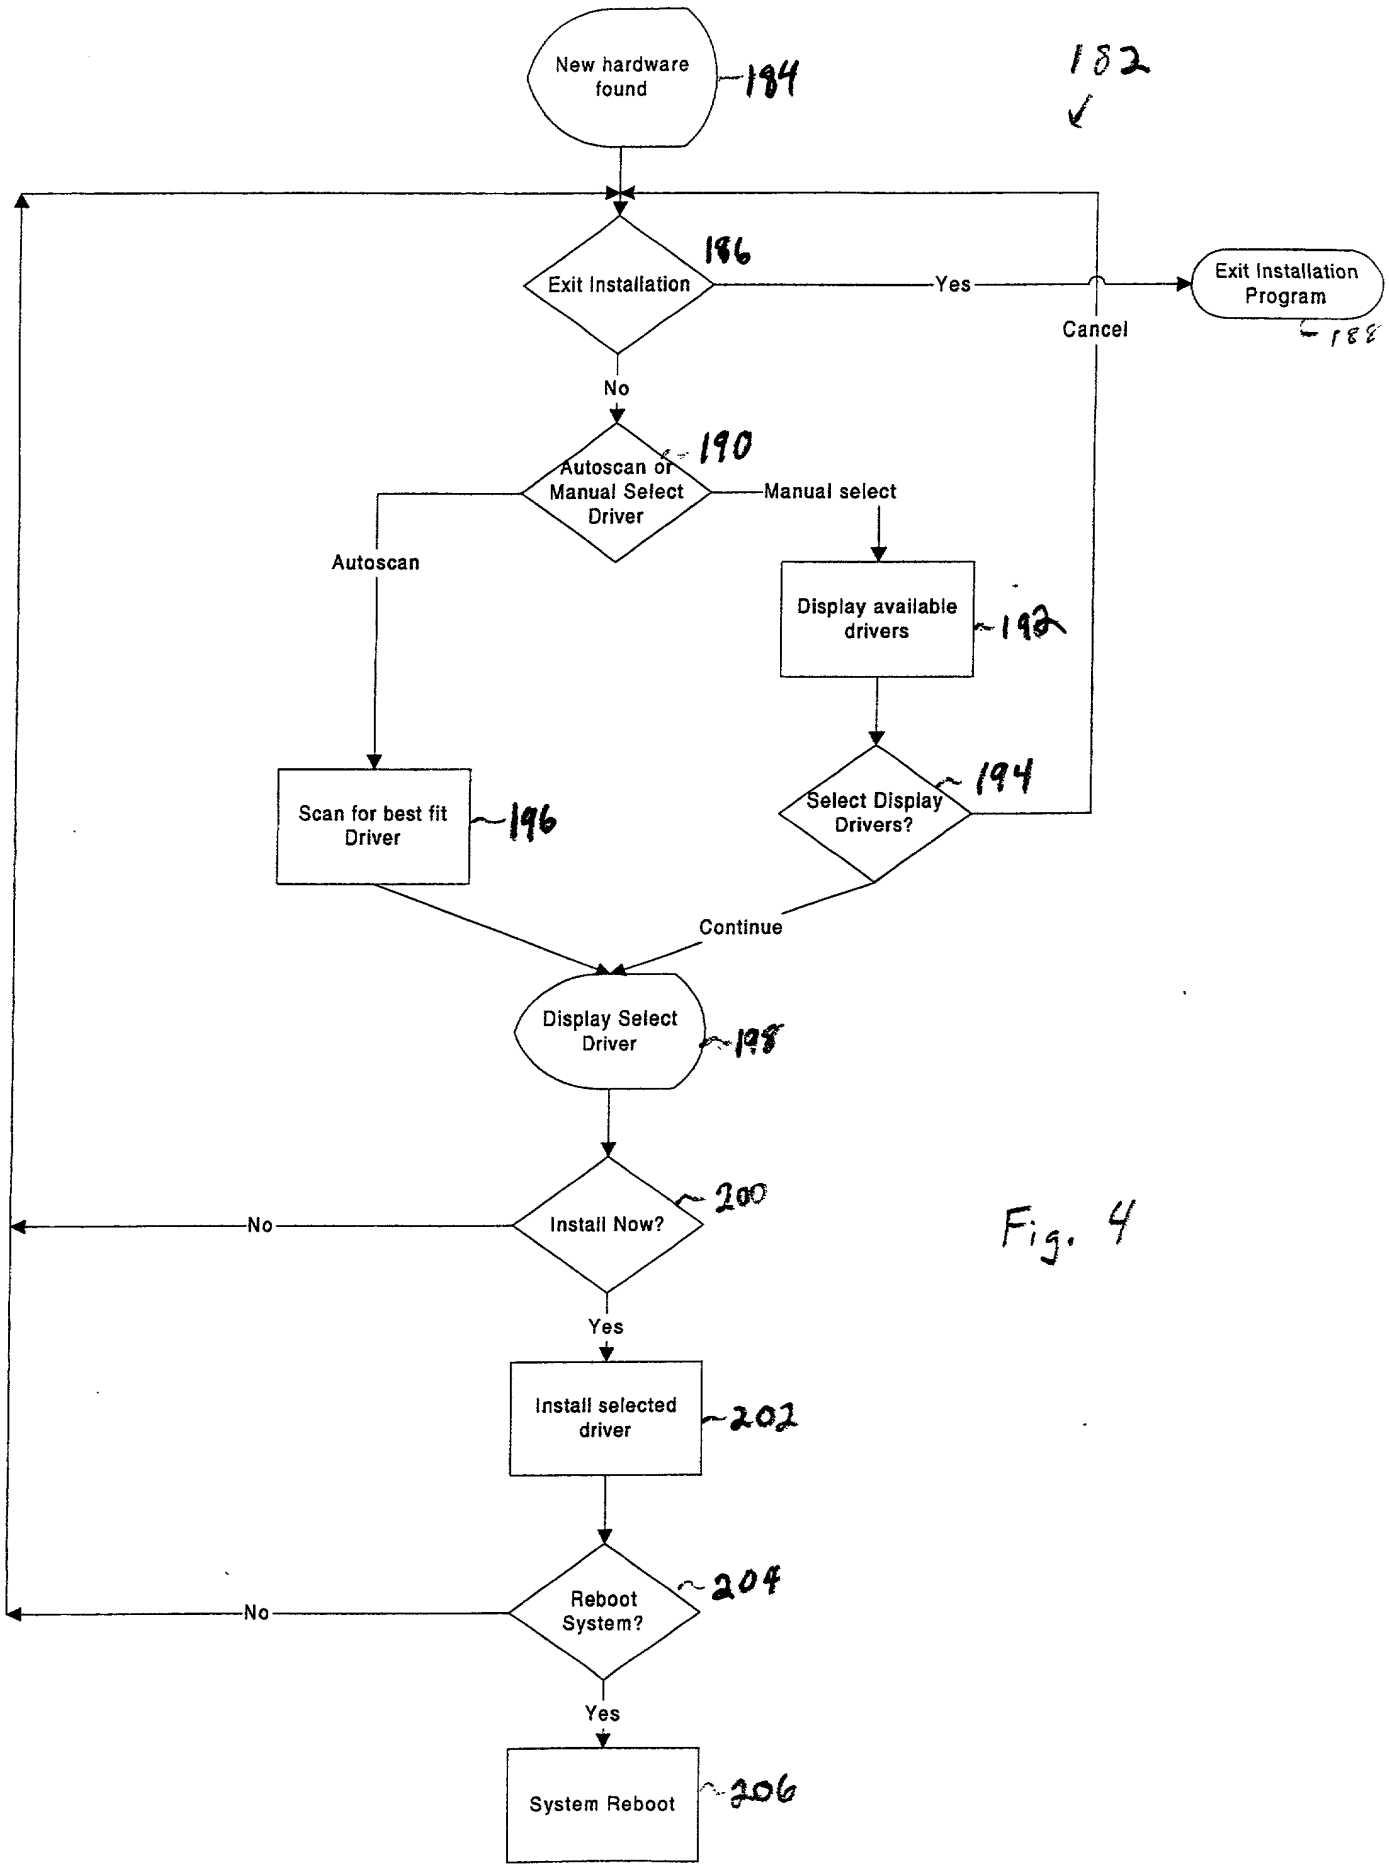 New hardware
found
184
182
186
Exit Installation
Yes
Exit Installation
Program
188
Cancel
No
190
Autoscan or
Manual Select
Driver
Manual select
Autoscan
Display available
drivers
192
194
Select Display
Drivers?
Scan for best fit
Driver
196
Continue
Display Select
Driver
198
200
Install Now?
No
Fig. 4
Yes
Install selected
driver
202
204
Reboot
System?
No
Yes
System Reboot
206